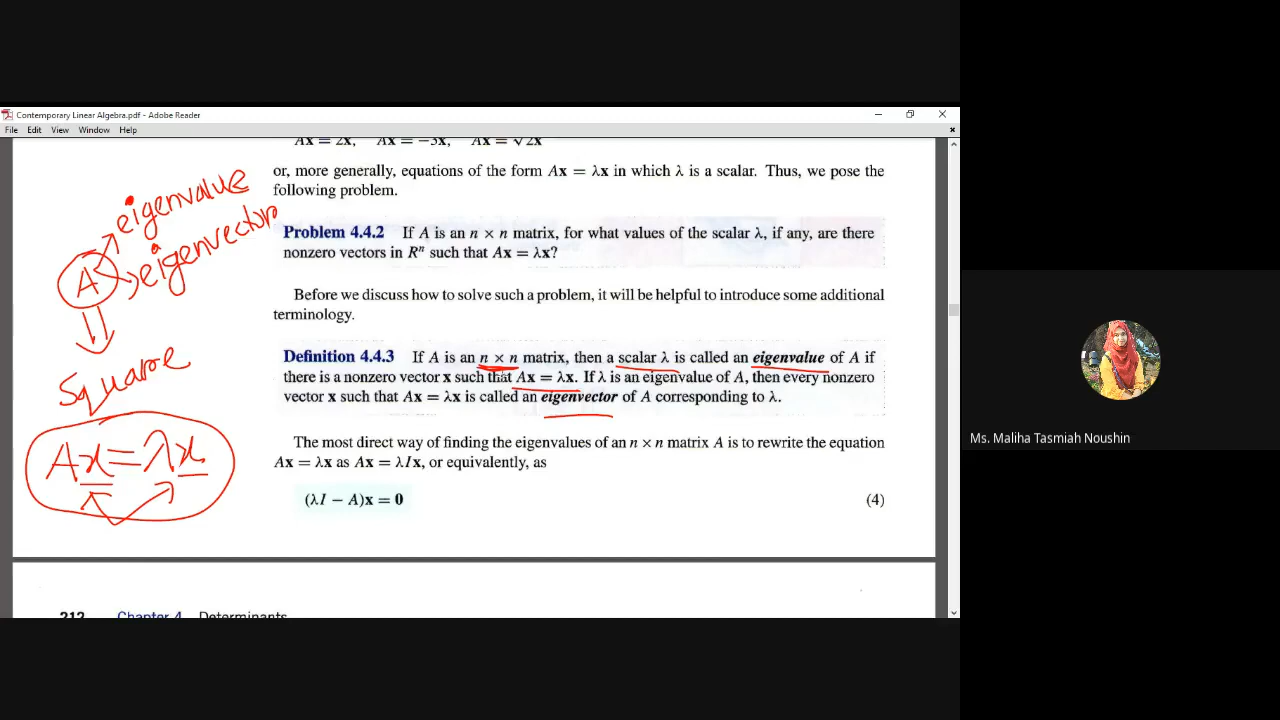 Contemporary Linear Algebra.pdf - Adobe Reader
File Edit View Window Help
Ax = 2x, Ax = −3x, Ax = √2x
or, more generally, equations of the form Ax = λx in which λ is a scalar. Thus, we pose the
following problem.
eigenvalue
eigenvector
A
Square
Ax = λx
Problem 4.4.2 If A is an n × n matrix, for what values of the scalar λ, if any, are there
nonzero vectors in Rⁿ such that Ax = λx?
Before we discuss how to solve such a problem, it will be helpful to introduce some additional
terminology.
Definition 4.4.3 If A is an n × n matrix, then a scalar λ is called an eigenvalue of A if
there is a nonzero vector x such that Ax = λx. If λ is an eigenvalue of A, then every nonzero
vector x such that Ax = λx is called an eigenvector of A corresponding to λ.
The most direct way of finding the eigenvalues of an n × n matrix A is to rewrite the equation
Ax = λx as Ax = λIx, or equivalently, as
(λI − A)x = 0 (4)
212 Chapter 4 Determinants
Ms. Maliha Tasmiah Noushin